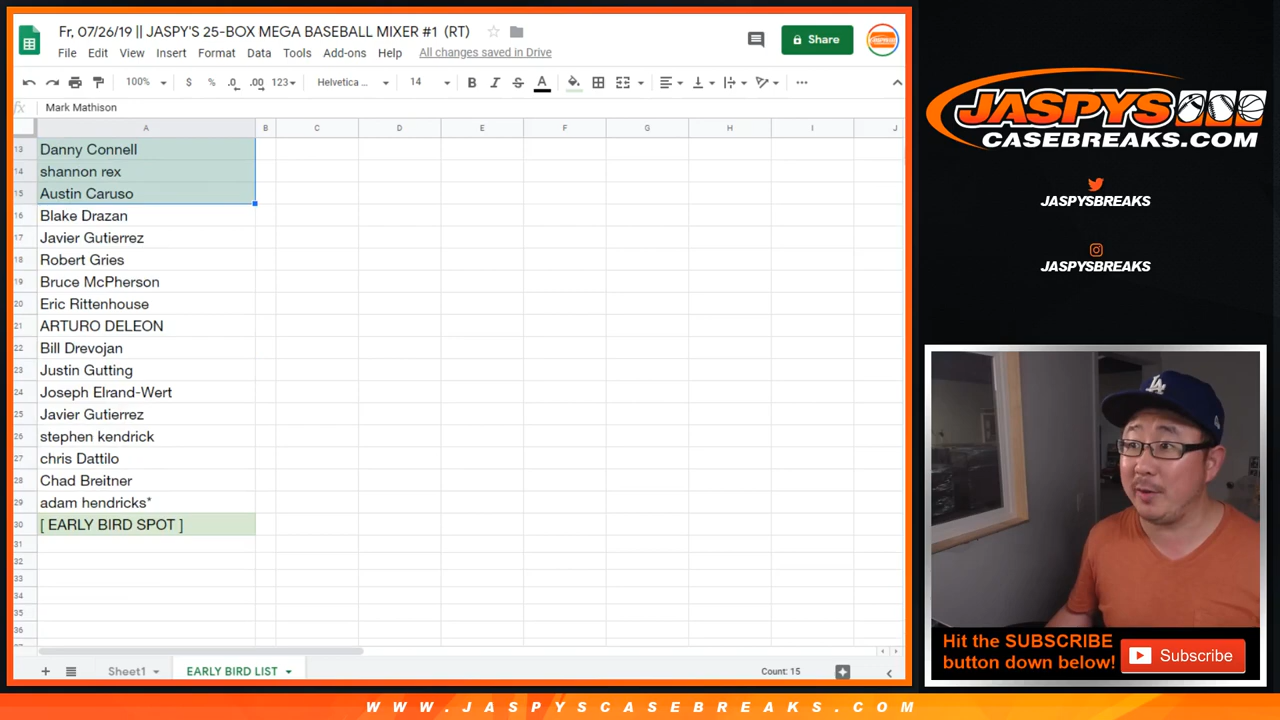 Fr, 07/26/19 || JASPY'S 25-BOX MEGA BASEBALL MIXER #1 (RT)
File Edit View Insert Format Data Tools Add-ons Help All changes saved in Drive
Share
100% $ % .0 .00 123 Helvetica ... 14 B I S A
fx Mark Mathison
A B C D E F G H I J
13 Danny Connell
14 shannon rex
15 Austin Caruso
16 Blake Drazan
17 Javier Gutierrez
18 Robert Gries
19 Bruce McPherson
20 Eric Rittenhouse
21 ARTURO DELEON
22 Bill Drevojan
23 Justin Gutting
24 Joseph Elrand-Wert
25 Javier Gutierrez
26 stephen kendrick
27 chris Dattilo
28 Chad Breitner
29 adam hendricks*
30 [ EARLY BIRD SPOT ]
31
32
33
34
35
36
Sheet1 EARLY BIRD LIST Count: 15
JASPYS
CASEBREAKS.COM
JASPYSBREAKS
JASPYSBREAKS
LA
Hit the SUBSCRIBE
button down below!
Subscribe
WWW.JASPYSCASEBREAKS.COM